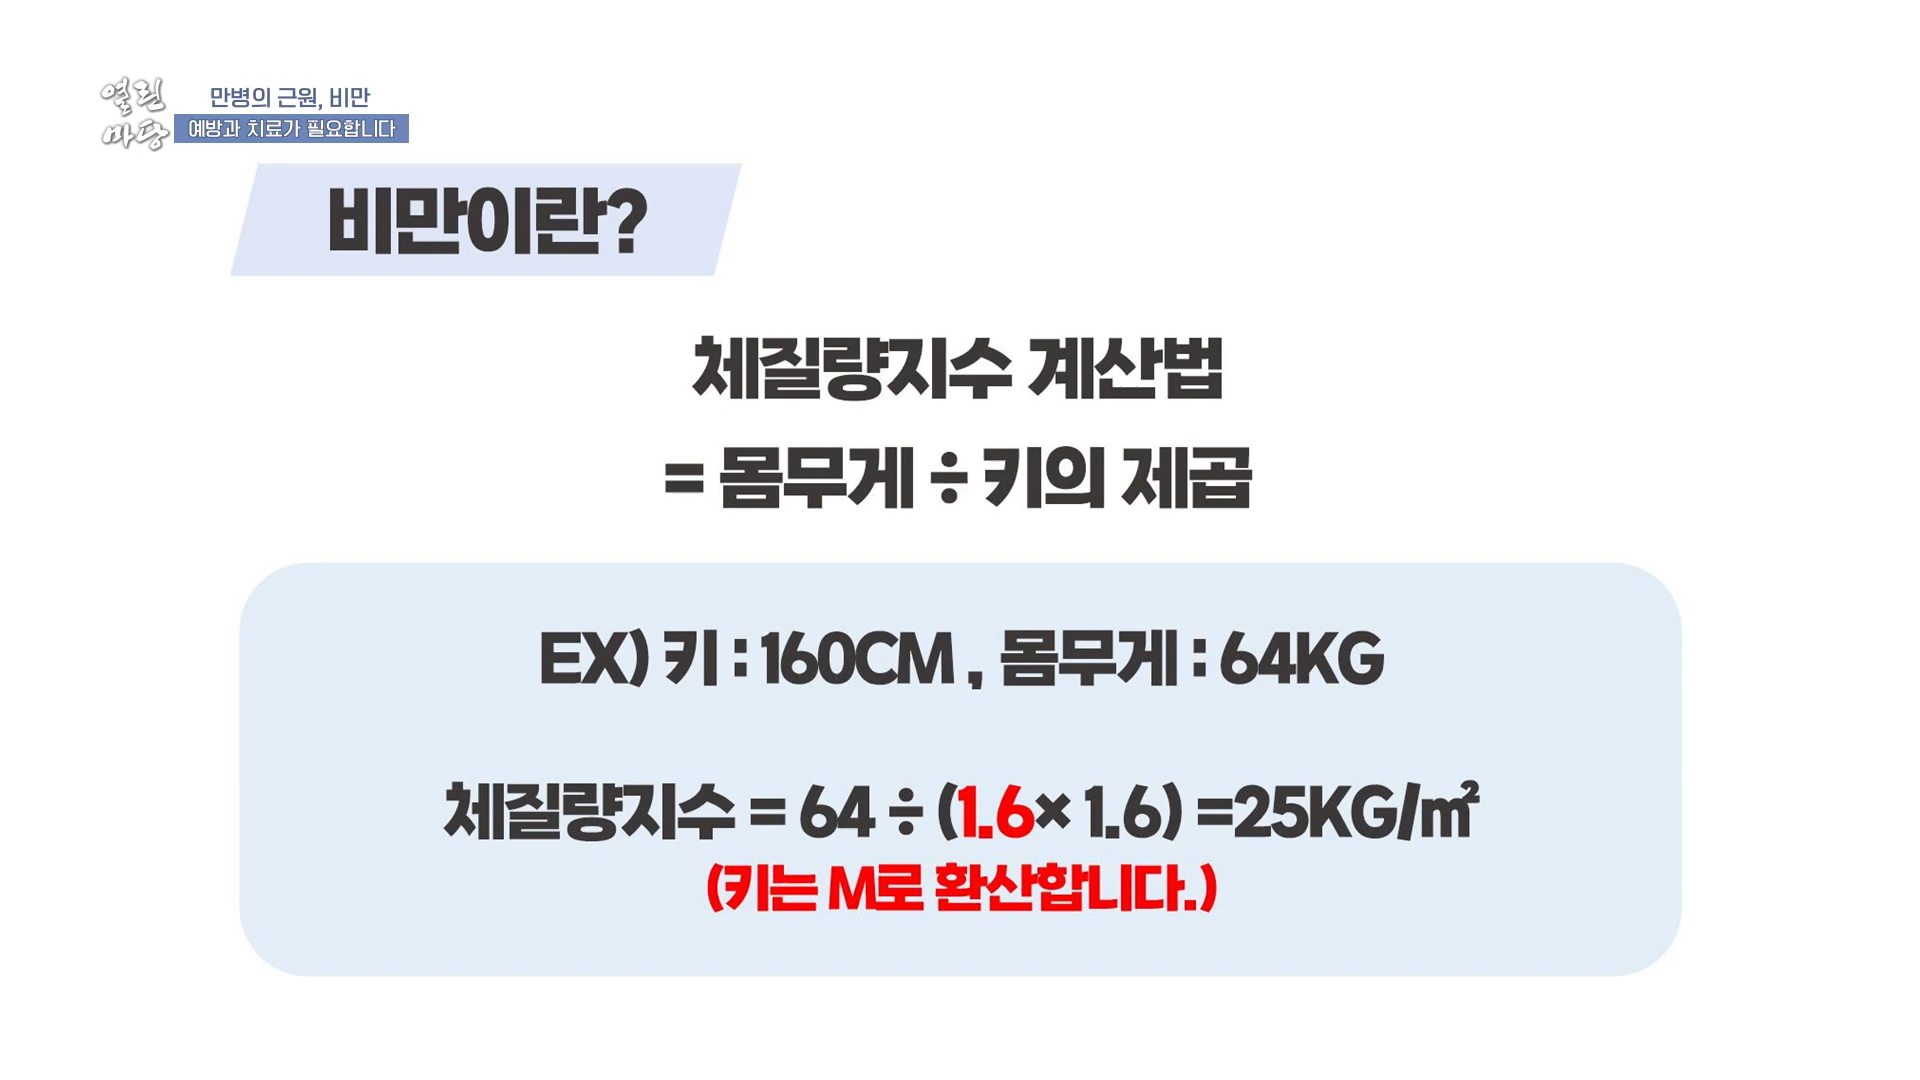 열린
마당
만병의 근원, 비만
예방과 치료가 필요합니다
비만이란?
체질량지수 계산법
= 몸무게 ÷ 키의 제곱
EX) 키 : 160CM , 몸무게 : 64KG
체질량지수 = 64 ÷ (1.6× 1.6) =25KG/㎡
(키는 M로 환산합니다.)